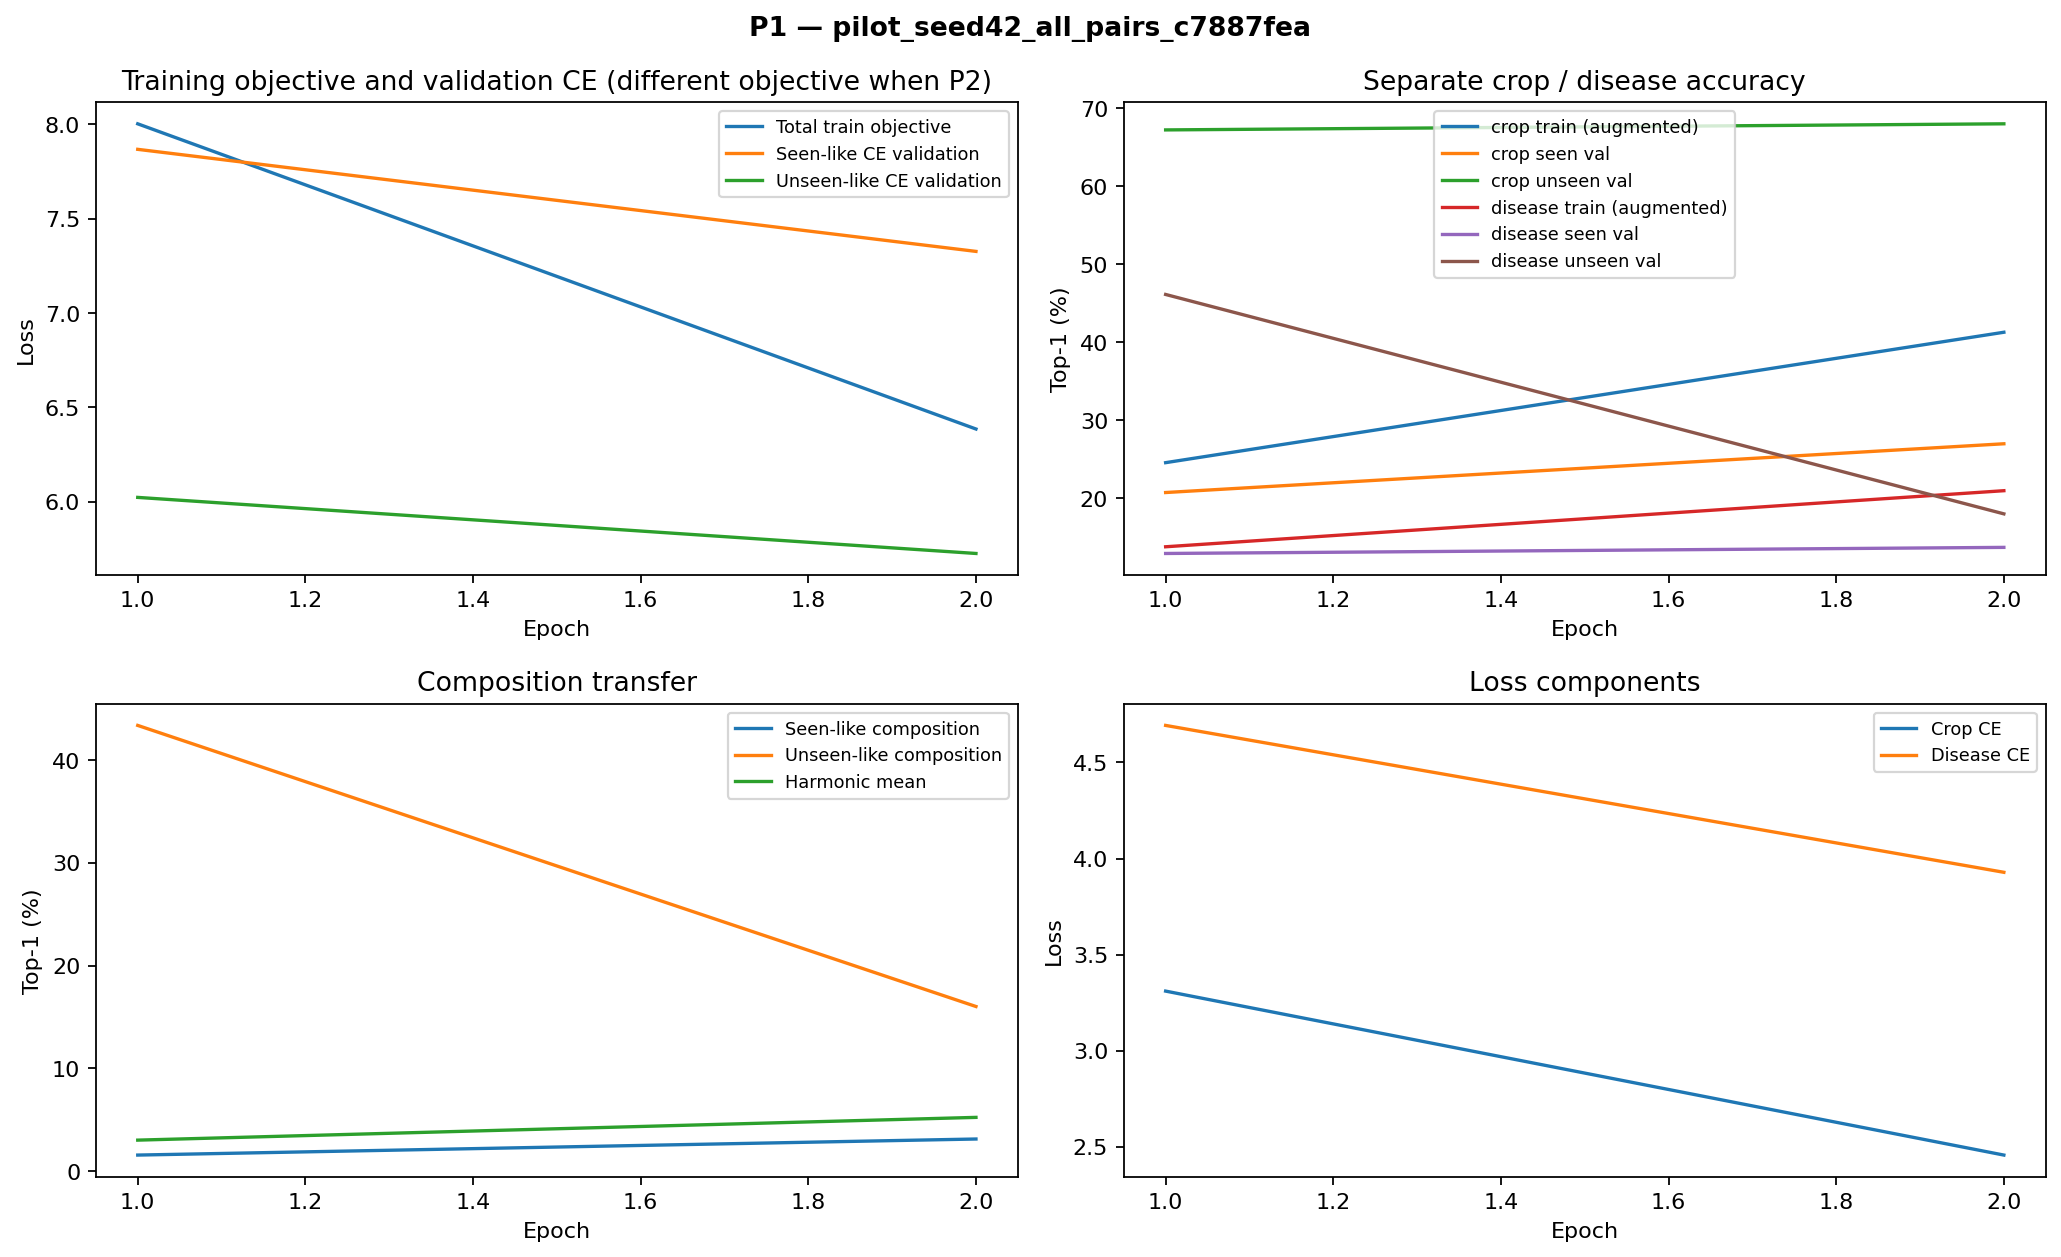 P1 — pilot_seed42_all_pairs_c7887fea
Training objective and validation CE (different objective when P2)
8.0
7.5
7.0
6.5
6.0
Loss
Total train objective
Seen-like CE validation
Unseen-like CE validation
1.0 1.2 1.4 1.6 1.8 2.0
Epoch
Separate crop / disease accuracy
70
60
50
40
30
20
Top-1 (%)
crop train (augmented)
crop seen val
crop unseen val
disease train (augmented)
disease seen val
disease unseen val
1.0 1.2 1.4 1.6 1.8 2.0
Epoch
Composition transfer
40
30
20
10
0
Top-1 (%)
Seen-like composition
Unseen-like composition
Harmonic mean
1.0 1.2 1.4 1.6 1.8 2.0
Epoch
Loss components
4.5
4.0
3.5
3.0
2.5
Loss
Crop CE
Disease CE
1.0 1.2 1.4 1.6 1.8 2.0
Epoch